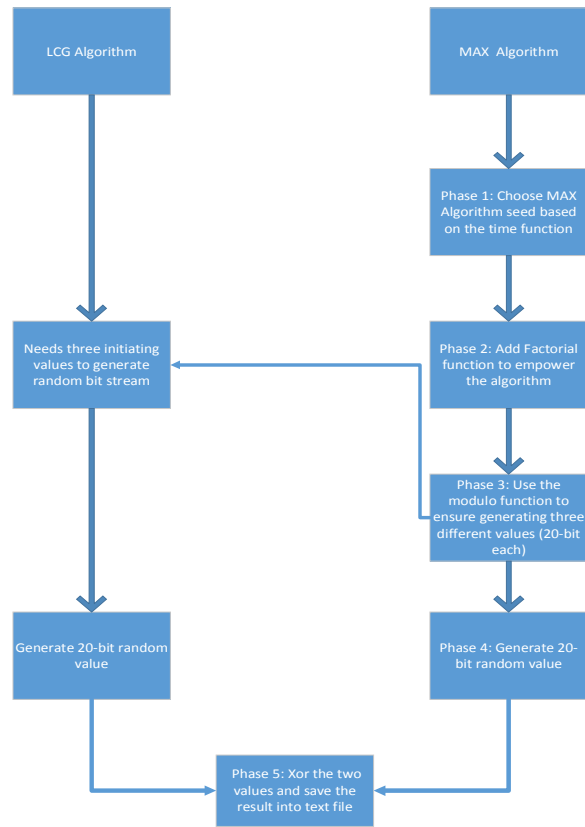 LCG Algorithm
MAX  Algorithm
Phase 1: Choose MAX
Algorithm seed based
on the time function
Needs three initiating
values to generate
random bit stream
Phase 2: Add Factorial
function to empower
the algorithm
Phase 3: Use the
modulo function to
ensure generating three
different values (20-bit
each)
Generate 20-bit random
value
Phase 4: Generate 20-
bit random value
Phase 5: Xor the two
values and save the
result into text file